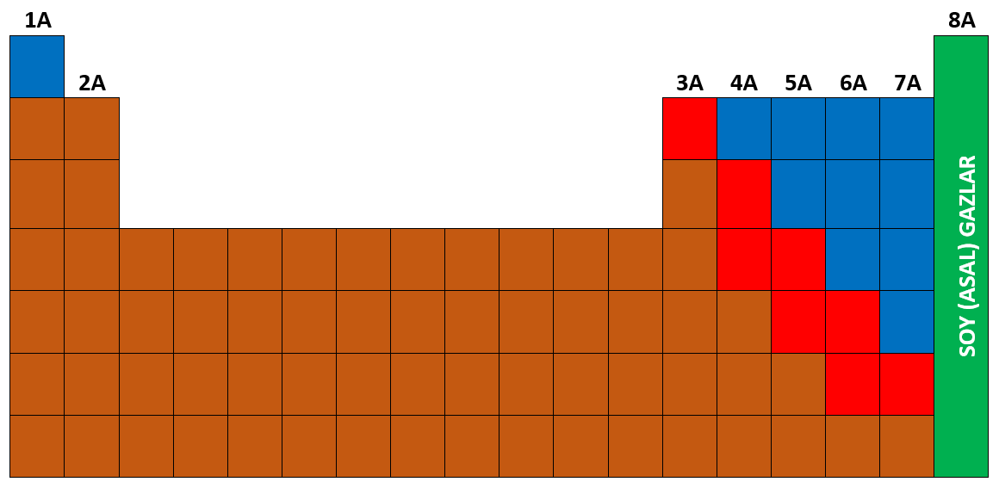 1A
8A
2A
3A
4A
5A
6A
7A
SOY (ASAL) GAZLAR